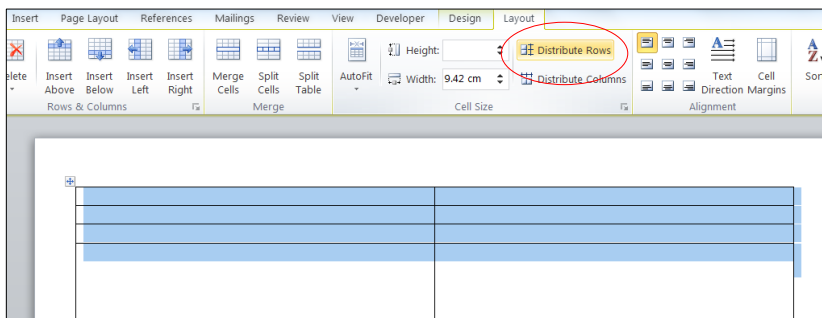 Insert Page Layout References Mailings Review View Developer Design Layout
Height: Distribute Rows
Insert Insert Insert Insert Merge Split Split AutoFit Width: 9.42 cm Distribute Columns Text Cell
Above Below Left Right Cells Cells Table Direction Margins
Rows & Columns Merge Cell Size Alignment